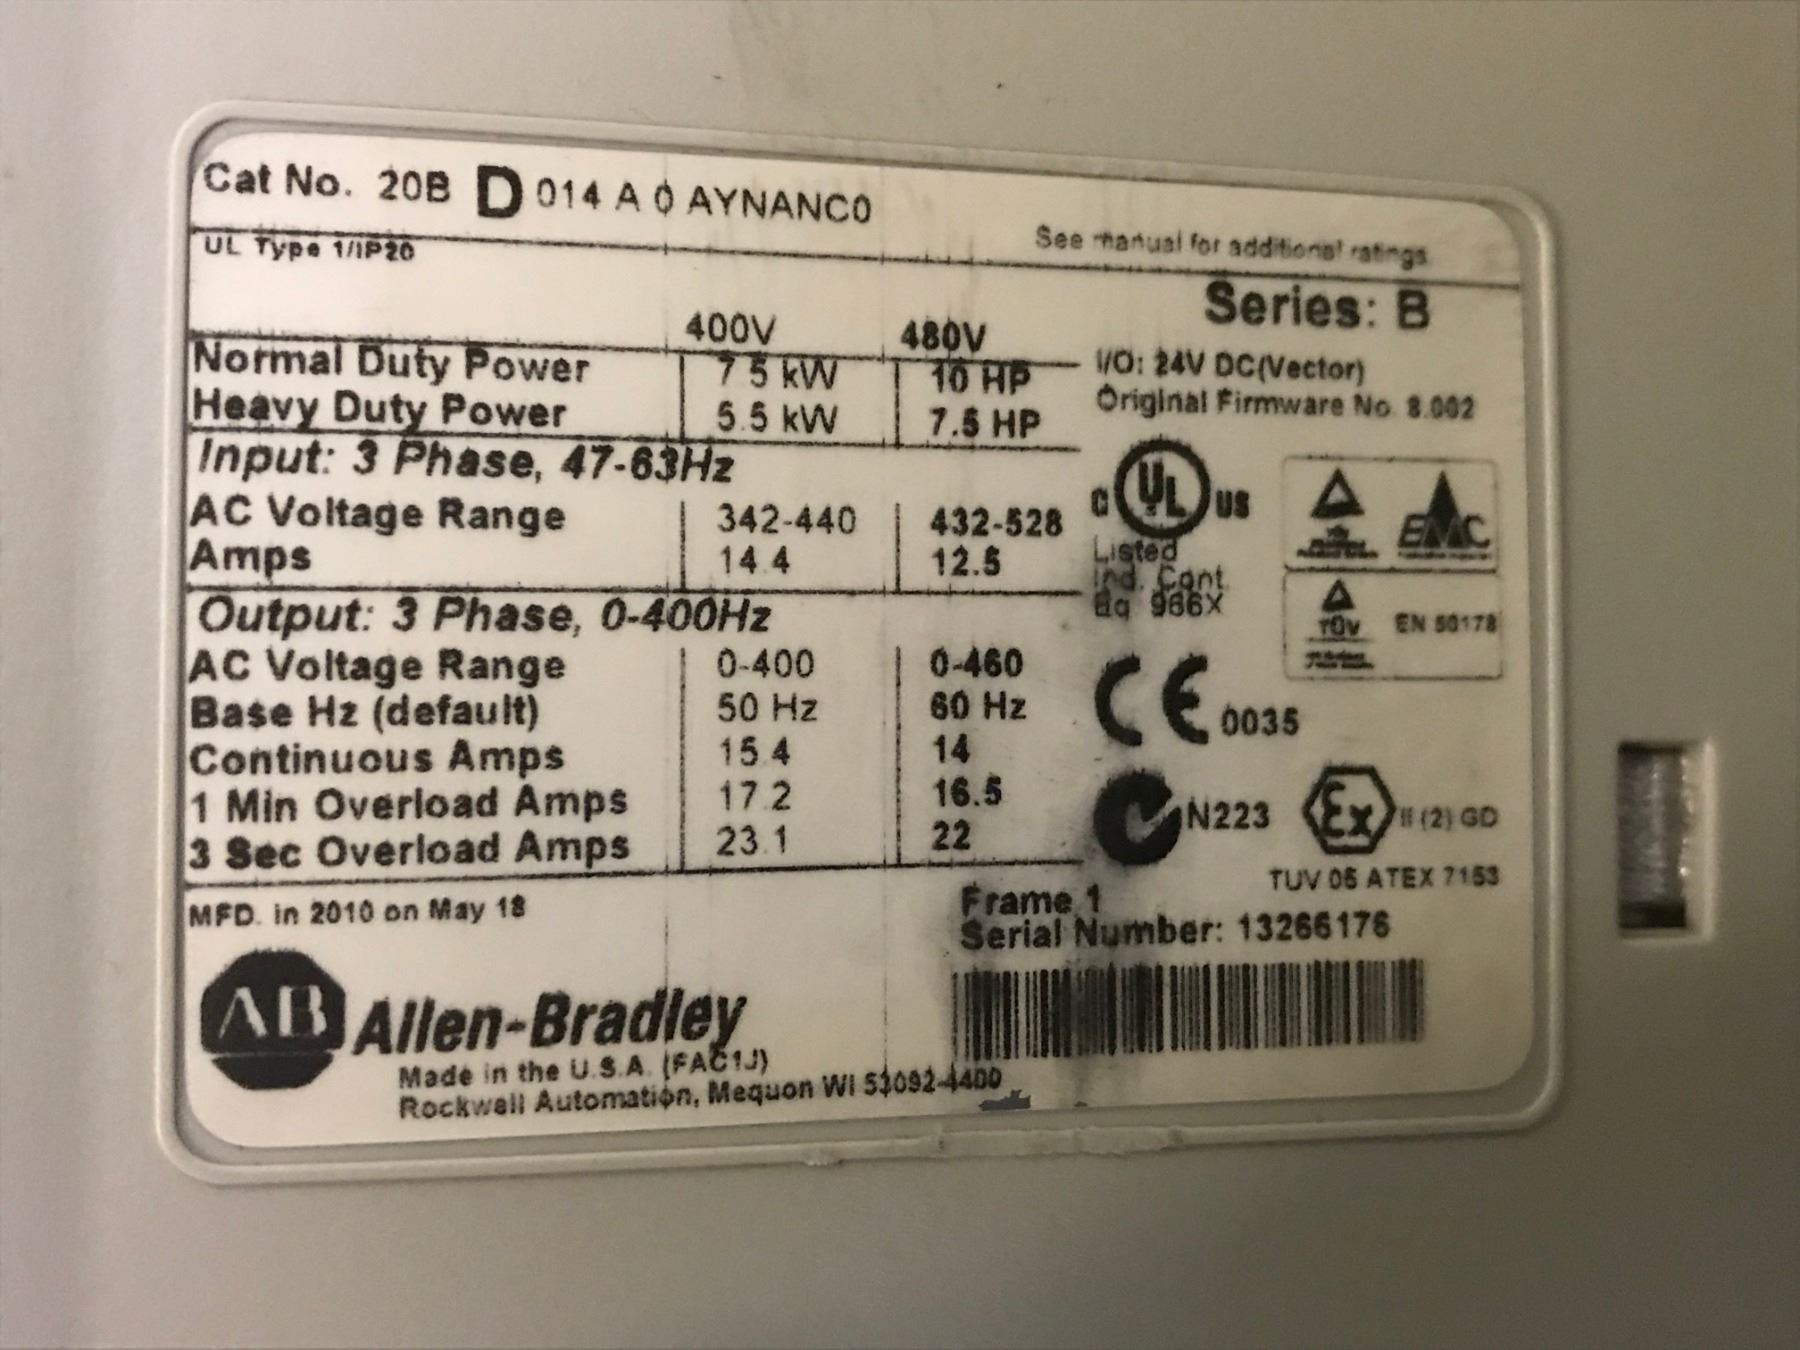 Cat No. 20B D 014 A 0 AYNANC0
UL Type 1/IP20
See manual for additional ratings
Series: B
400V 480V
I/O: 24V DC(Vector)
Normal Duty Power 7.5 kW 10 HP
Original Firmware No. 8.002
Heavy Duty Power 5.5 kW 7.5 HP
Input: 3 Phase, 47-63Hz
AC Voltage Range 342-440 432-528
Amps 14.4 12.5
C UL US
Listed
Ind. Cont.
Eq. 966X
EMC
TÜV EN 50178
Output: 3 Phase, 0-400Hz
AC Voltage Range 0-400 0-460
Base Hz (default) 50 Hz 60 Hz
Continuous Amps 15.4 14
1 Min Overload Amps 17.2 16.5
3 Sec Overload Amps 23.1 22
CE 0035
N223
Ex II (2) GD
TUV 05 ATEX 7153
MFD. in 2010 on May 18
Frame 1
Serial Number: 13266176
AB Allen-Bradley
Made in the U.S.A. (FAC1J)
Rockwell Automation, Mequon WI 53092-4400